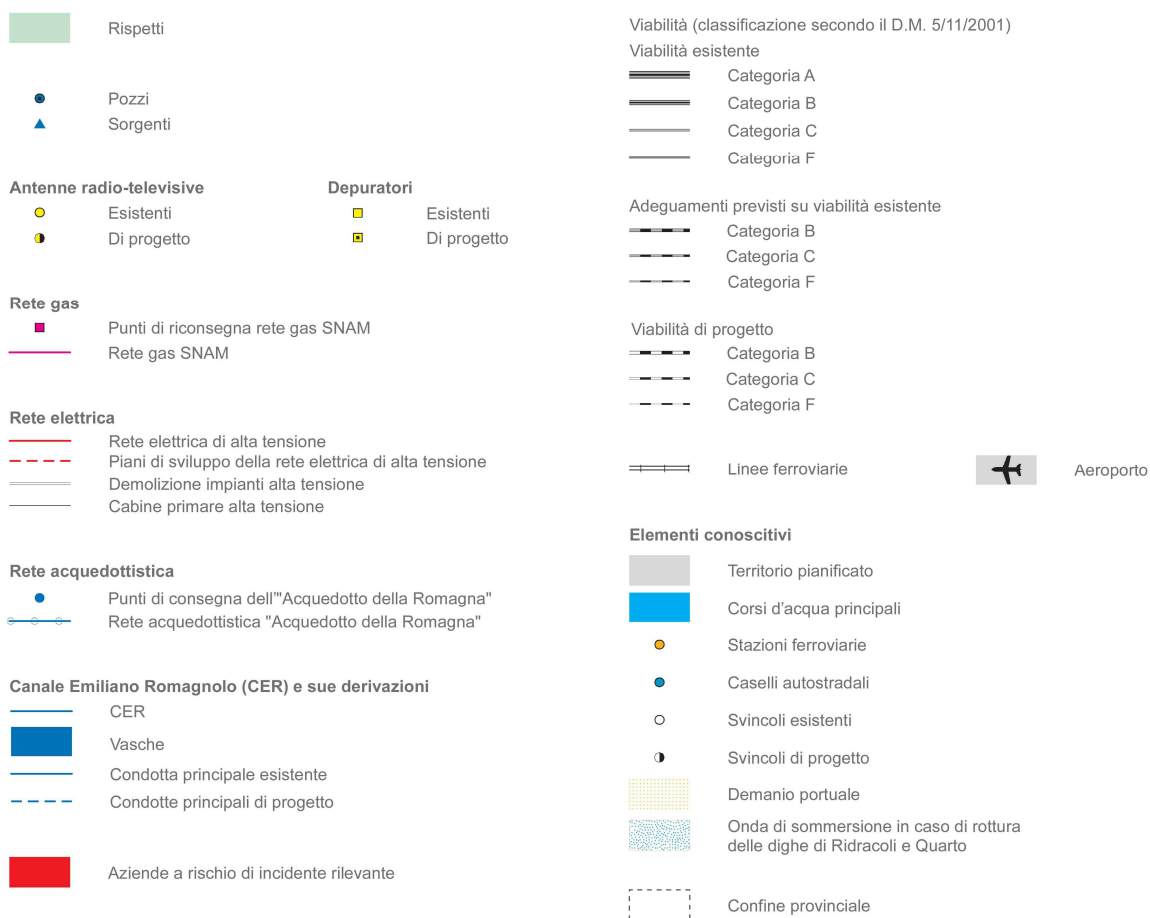 Rispetti
Pozzi
Sorgenti
Antenne radio-televisive
Esistenti
Di progetto
Depuratori
Esistenti
Di progetto
Rete gas
Punti di riconsegna rete gas SNAM
Rete gas SNAM
Rete elettrica
Rete elettrica di alta tensione
Piani di sviluppo della rete elettrica di alta tensione
Demolizione impianti alta tensione
Cabine primare alta tensione
Rete acquedottistica
Punti di consegna dell'"Acquedotto della Romagna"
Rete acquedottistica "Acquedotto della Romagna"
Canale Emiliano Romagnolo (CER) e sue derivazioni
CER
Vasche
Condotta principale esistente
Condotte principali di progetto
Aziende a rischio di incidente rilevante
Viabilità (classificazione secondo il D.M. 5/11/2001)
Viabilità esistente
Categoria A
Categoria B
Categoria C
Categoria F
Adeguamenti previsti su viabilità esistente
Categoria B
Categoria C
Categoria F
Viabilità di progetto
Categoria B
Categoria C
Categoria F
Linee ferroviarie
Aeroporto
Elementi conoscitivi
Territorio pianificato
Corsi d'acqua principali
Stazioni ferroviarie
Caselli autostradali
Svincoli esistenti
Svincoli di progetto
Demanio portuale
Onda di sommersione in caso di rottura
delle dighe di Ridracoli e Quarto
Confine provinciale